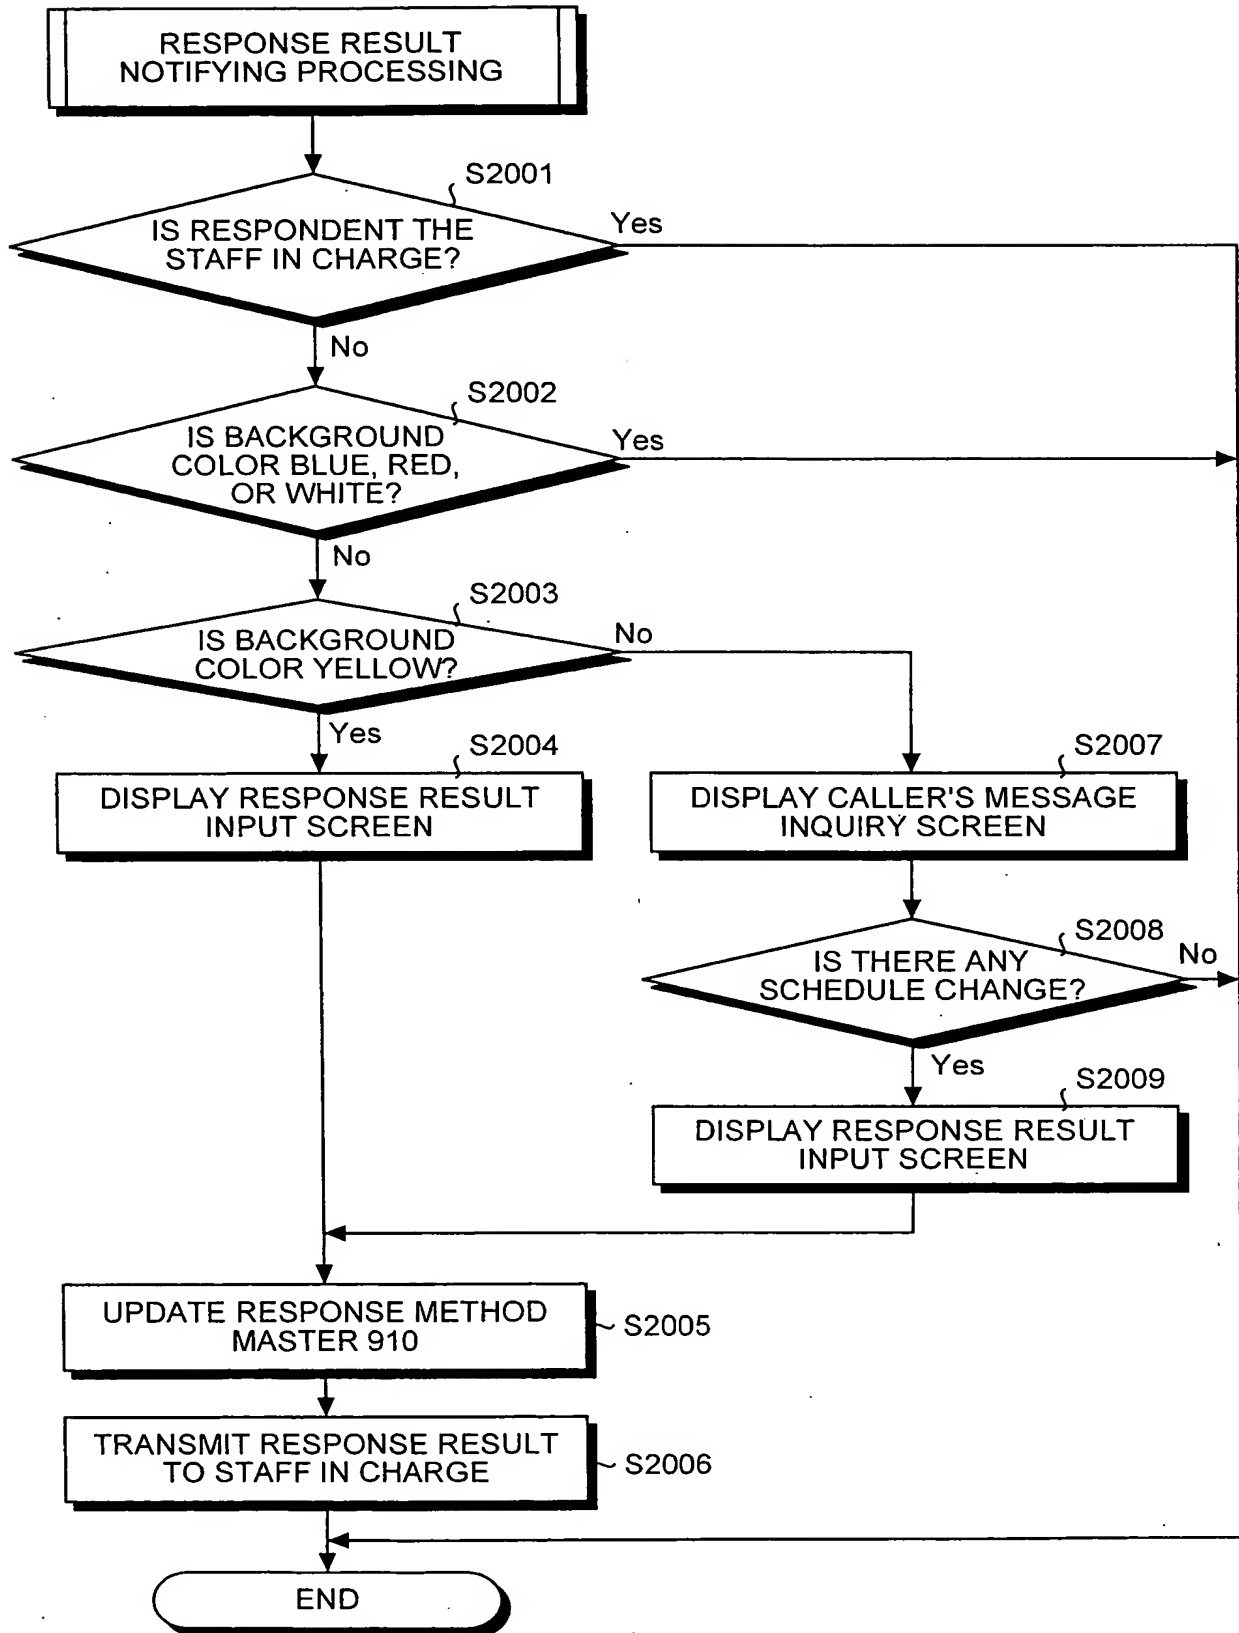 RESPONSE RESULT
NOTIFYING PROCESSING
S2001
IS RESPONDENT THE
STAFF IN CHARGE?
Yes
No
S2002
IS BACKGROUND
COLOR BLUE, RED,
OR WHITE?
Yes
No
S2003
IS BACKGROUND
COLOR YELLOW?
No
Yes
S2004
DISPLAY RESPONSE RESULT
INPUT SCREEN
S2007
DISPLAY CALLER'S MESSAGE
INQUIRY SCREEN
S2008
IS THERE ANY
SCHEDULE CHANGE?
No
Yes
S2009
DISPLAY RESPONSE RESULT
INPUT SCREEN
UPDATE RESPONSE METHOD
MASTER 910
S2005
TRANSMIT RESPONSE RESULT
TO STAFF IN CHARGE
S2006
END